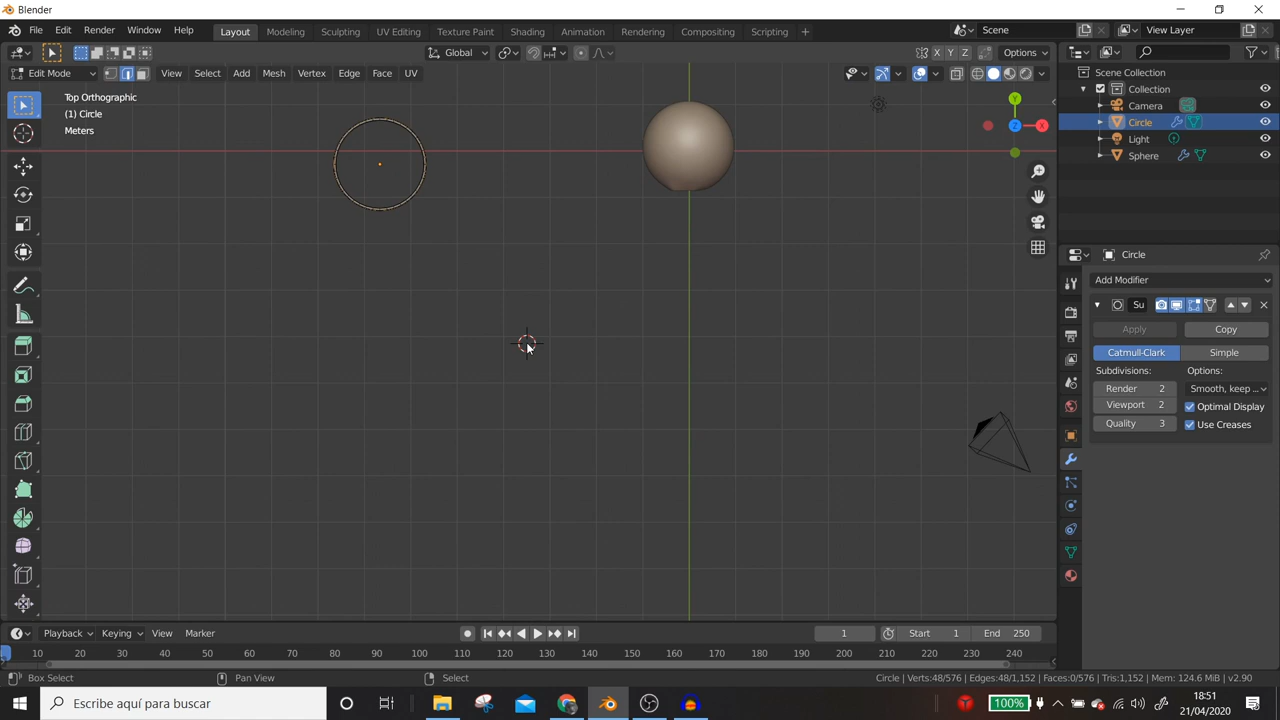 Blender
File Edit Render Window Help Layout Modeling Sculpting UV Editing Texture Paint Shading Animation Rendering Compositing Scripting + Scene View Layer
Global X Y Z Options
Edit Mode View Select Add Mesh Vertex Edge Face UV
Top Orthographic
(1) Circle
Meters
Y
X
Z
Scene Collection
Collection
Camera
Circle
Light
Sphere
Circle
Add Modifier
Su
Apply Copy
Catmull-Clark Simple
Subdivisions: Options:
Render 2 Smooth, keep ...
Viewport 2 Optimal Display
Quality 3 Use Creases
Playback Keying View Marker 1 Start 1 End 250
10 20 30 40 50 60 70 80 90 100 110 120 130 140 150 160 170 180 190 200 210 220 230 240
Box Select Pan View Select Circle | Verts:48/576 | Edges:48/1,152 | Faces:0/576 | Tris:1,152 | Mem: 124.6 MiB | v2.90
Escribe aquí para buscar 100% 18:51
21/04/2020